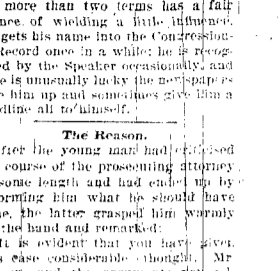 more than two terms has a fair
nce of wielding a little influence.
gets his name into the Congression-
Record once in a while; he is recog-
ed by the Speaker occasionally, and
e is unusually lucky the newspapers
e him up and sometimes give him a
dline all to himself.
The Reason.
fter the young man had criticised
course of the prosecuting attorney
some length and had ended up by
orming him what he should have
e, the latter grasped him warmly
the hand and remarked:
It is evident that you have given
s case considerable thought, Mr